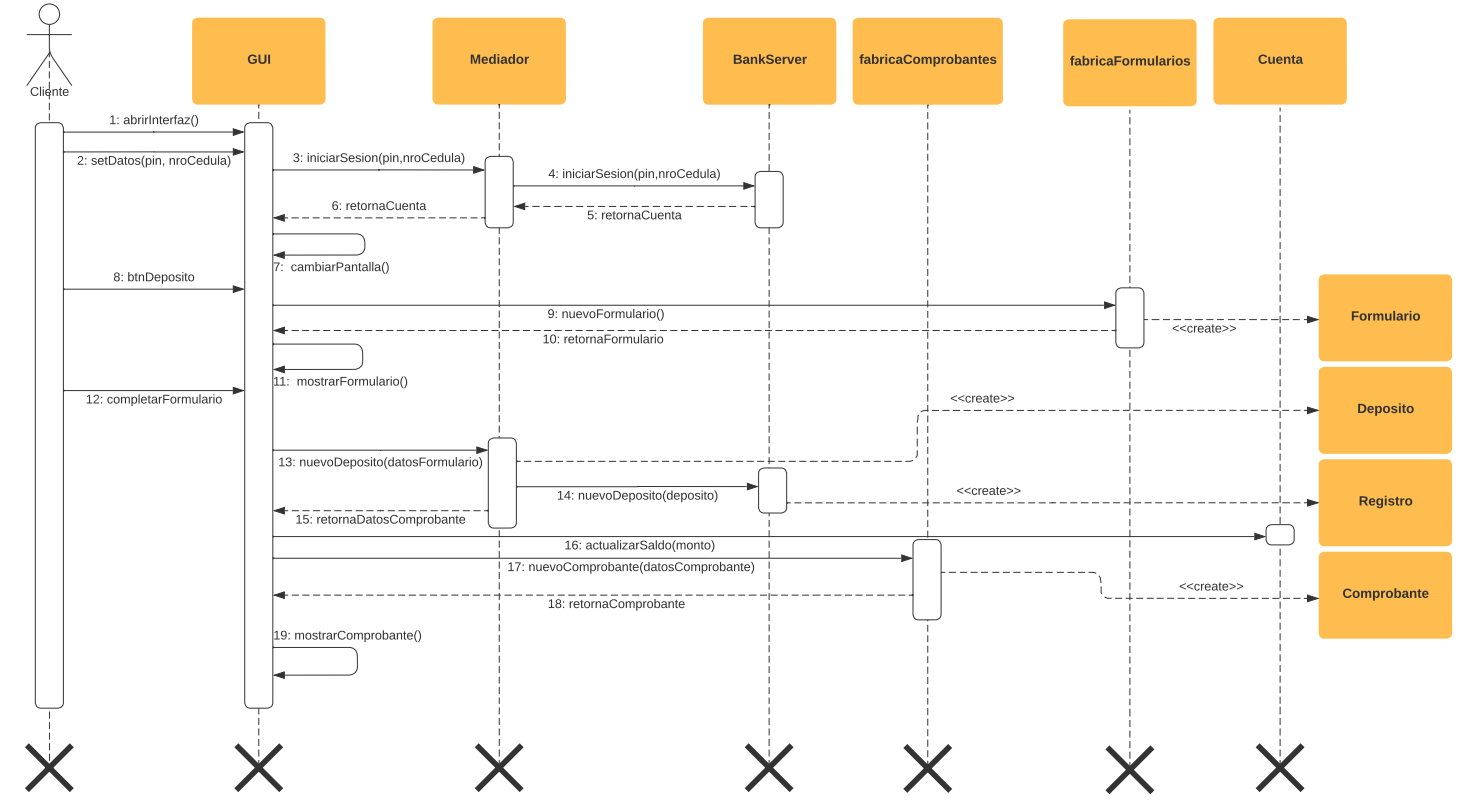 Cliente
GUI
Mediador
BankServer
fabricaComprobantes
fabricaFormularios
Cuenta
1: abrirInterfaz()
2: setDatos(pin, nroCedula)
3: iniciarSesion(pin,nroCedula)
4: iniciarSesion(pin,nroCedula)
5: retornaCuenta
6: retornaCuenta
7: cambiarPantalla()
8: btnDeposito
9: nuevoFormulario()
<<create>>
Formulario
10: retornaFormulario
11: mostrarFormulario()
12: completarFormulario
<<create>>
Deposito
13: nuevoDeposito(datosFormulario)
14: nuevoDeposito(deposito)
<<create>>
Registro
15: retornaDatosComprobante
16: actualizarSaldo(monto)
17: nuevoComprobante(datosComprobante)
<<create>>
Comprobante
18: retornaComprobante
19: mostrarComprobante()